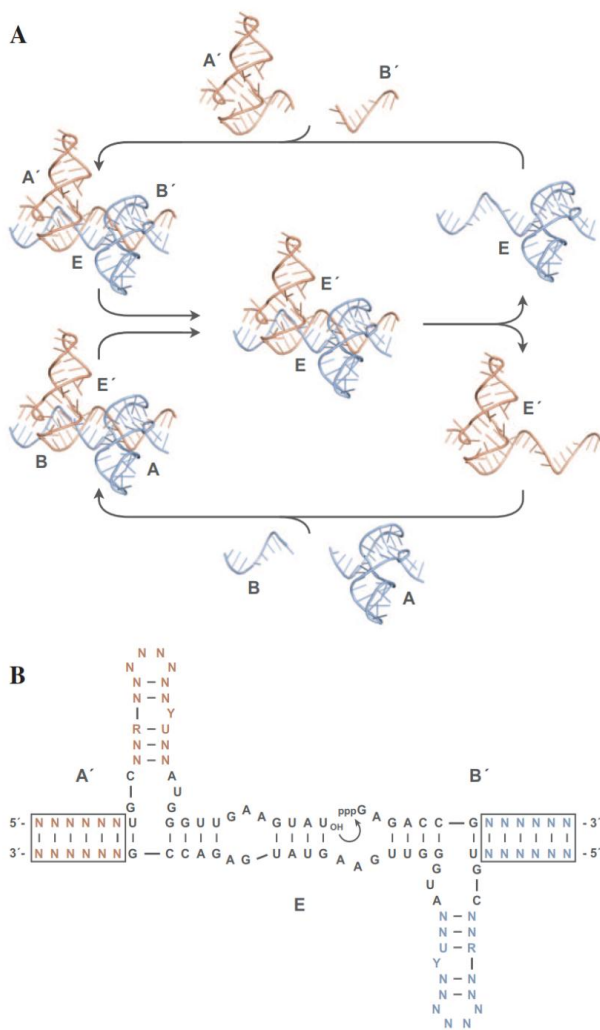 A
A´
B´
A´
B´
E
E
E´
E
E´
B
A
E´
B
A
B
N N N
N N
N – N
N – N
Y
R – U
N – N
N – N
A´
C A
U
G G
B´
5´- N N N N N N U G G U U G A A G U A U OH pppG A G A C C – G N N N N N N -3´
3´- N N N N N N G – C C A G A G U A U G A A G U U G G U N N N N N N -5´
E
G G
U
A C
N – N
N – N
U – R
Y
N – N
N – N
N N
N N N